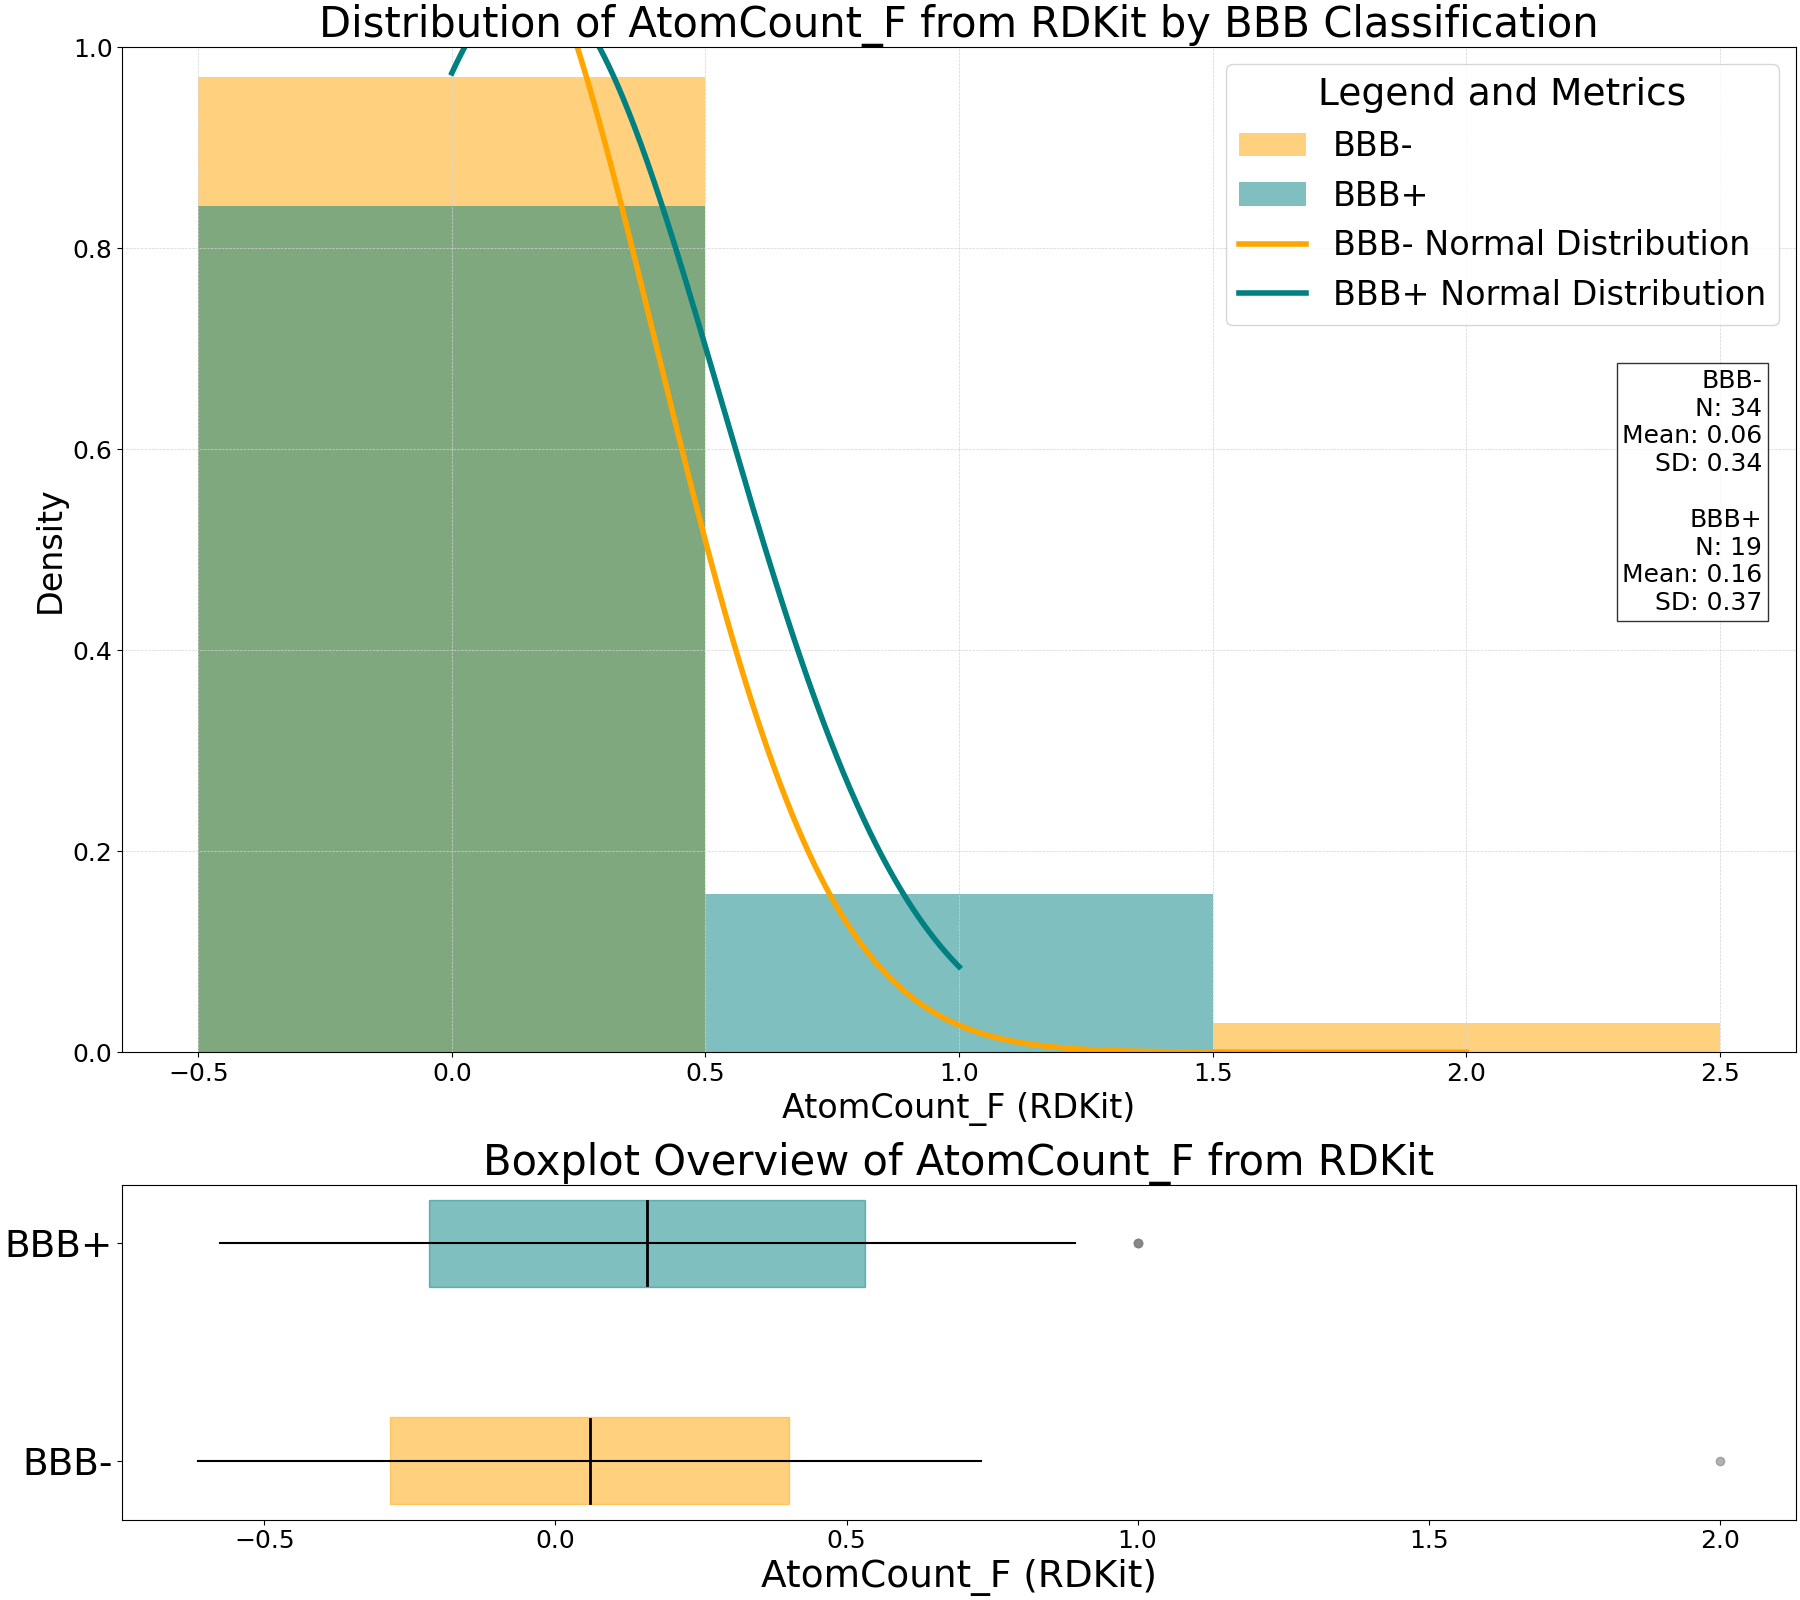 Distribution of AtomCount_F from RDKit by BBB Classification
1.0
0.8
0.6
0.4
0.2
0.0
Density
−0.5
0.0
0.5
1.0
1.5
2.0
2.5
AtomCount_F (RDKit)
Legend and Metrics
BBB-
BBB+
BBB- Normal Distribution
BBB+ Normal Distribution
BBB-
N: 34
Mean: 0.06
SD: 0.34
BBB+
N: 19
Mean: 0.16
SD: 0.37
Boxplot Overview of AtomCount_F from RDKit
BBB+
BBB-
−0.5
0.0
0.5
1.0
1.5
2.0
AtomCount_F (RDKit)